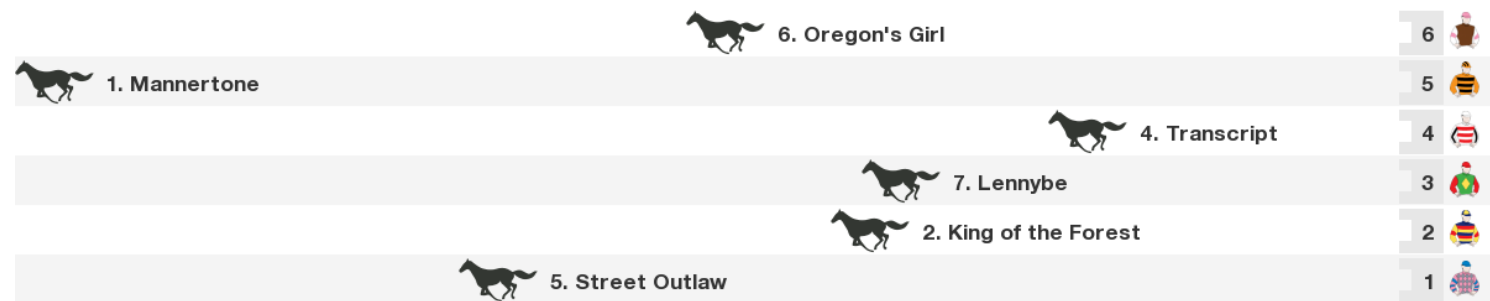 6. Oregon's Girl 6
1. Mannertone 5
4. Transcript 4
7. Lennybe 3
2. King of the Forest 2
5. Street Outlaw 1